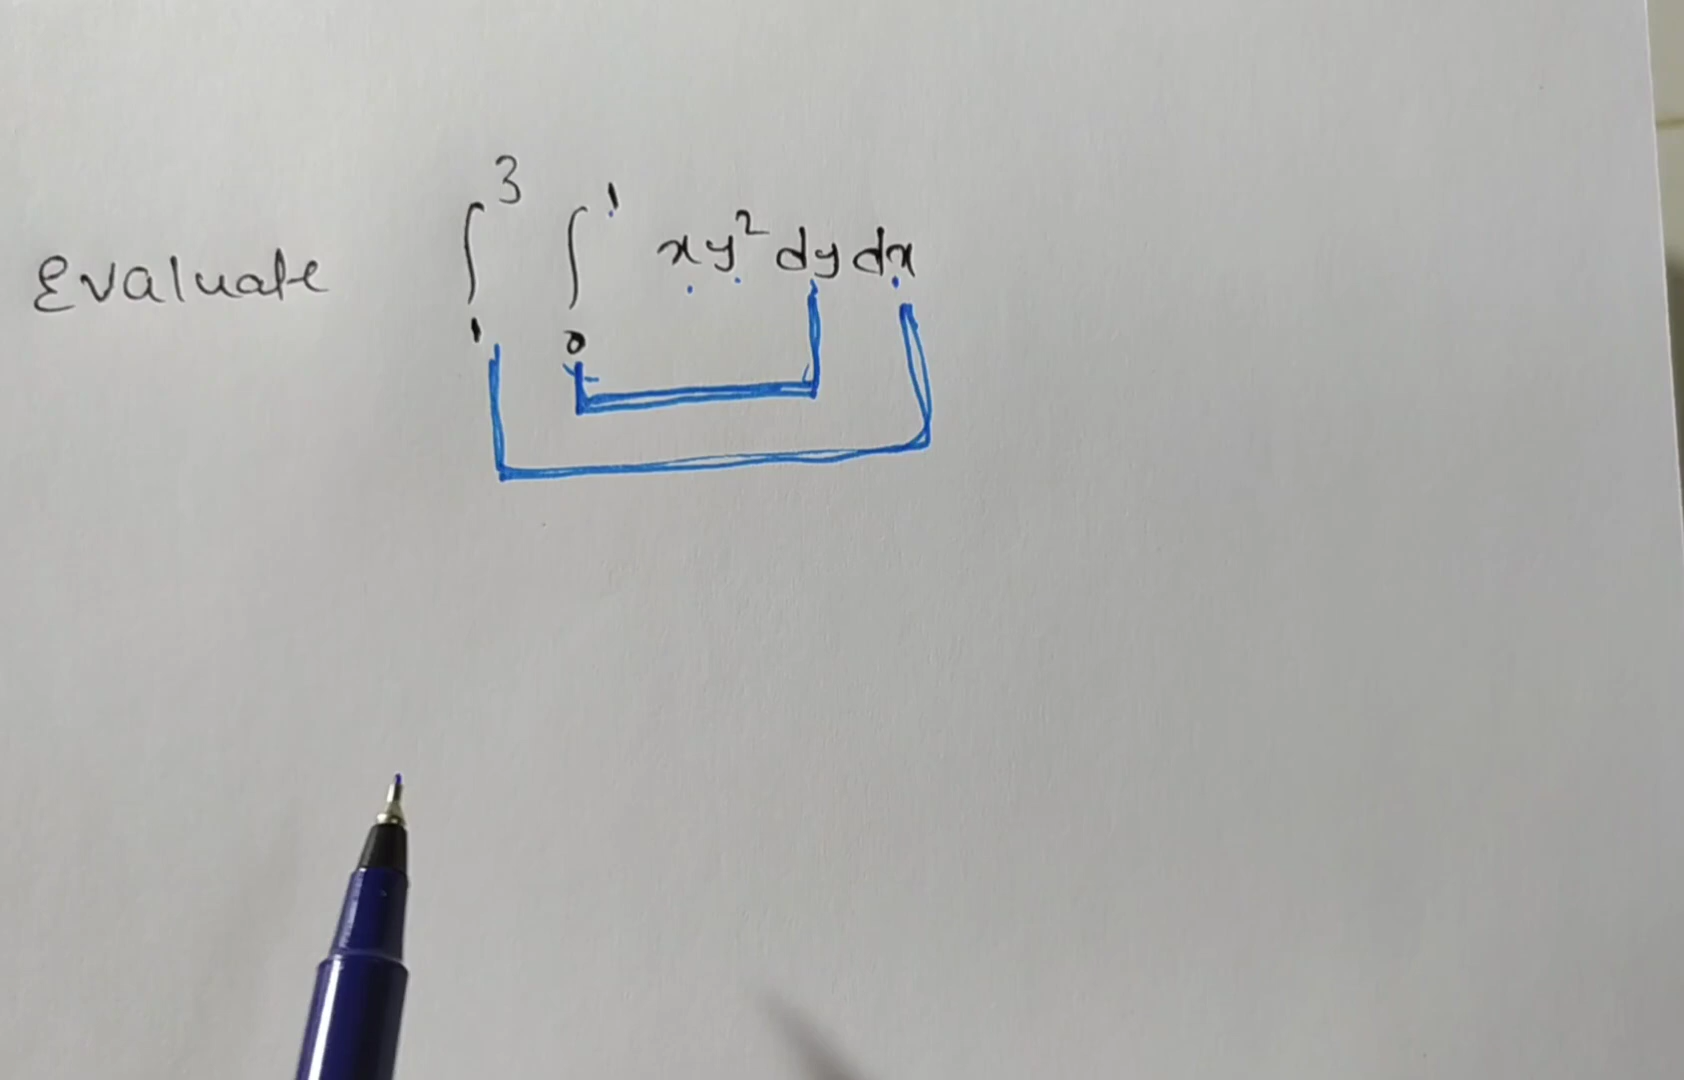 Evaluate ∫₁³ ∫₀¹ xy² dy dx